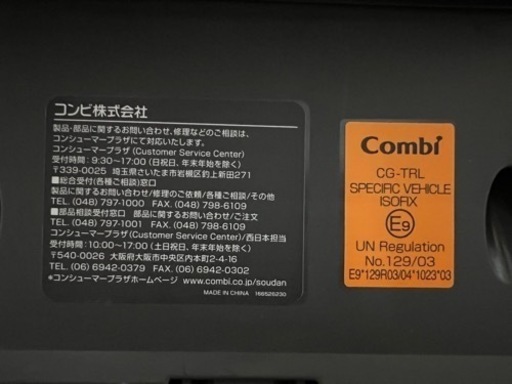 コンビ株式会社
製品・部品に関するお問い合わせ、修理などのご相談は、
コンシューマープラザにて対応いたします。
コンシューマープラザ (Customer Service Center)
受付時間:9:30~17:00 (日祝日、年末年始を除く)
〒339-0025 埼玉県さいたま市岩槻区釣上新田271
■総合受付(各種ご相談)窓口
製品に関するお問い合わせ/修理のご依頼/各種ご相談/その他
TEL. (048) 797-1000 FAX. (048) 798-6109
■部品相談受付窓口 部品に関するお問い合わせ/ご注文
TEL. (048) 797-1001 FAX. (048) 798-6109
コンシューマープラザ(Customer Service Center)/西日本担当
受付時間:10:00~17:00 (土日祝日、年末年始を除く)
〒540-0026 大阪府大阪市中央区内本町2-4-16
TEL. (06) 6942-0379 FAX. (06) 6942-0302
*コンシューマープラザホームページ www.combi.co.jp/soudan
MADE IN CHINA 166526230
Combi
CG-TRL
SPECIFIC VEHICLE
ISOFIX
E9
UN Regulation
No.129/03
E9*129R03/04*1023*03